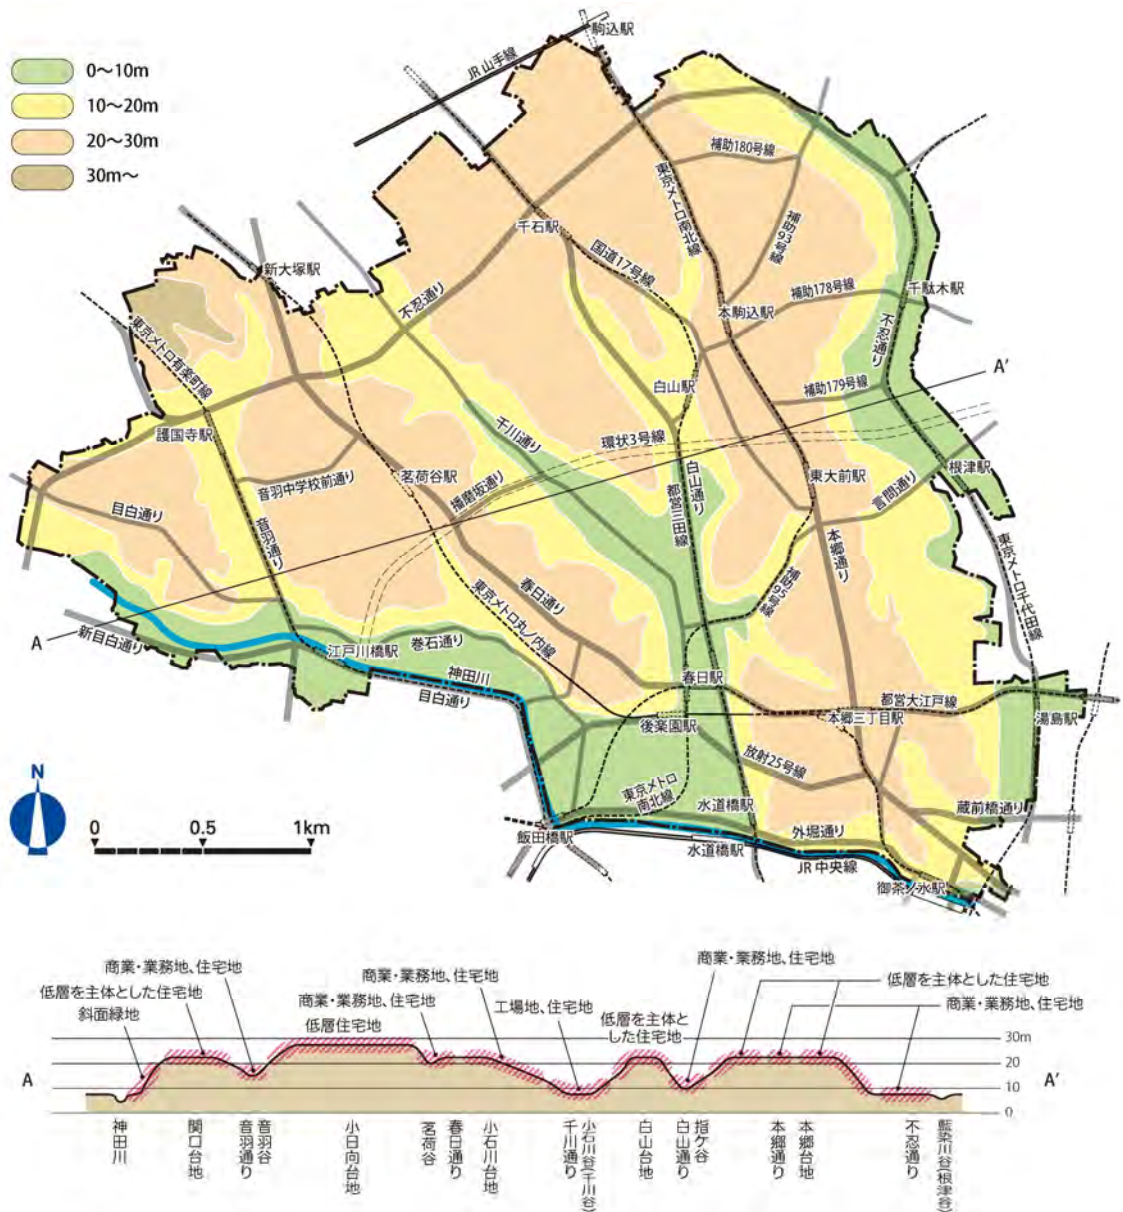 0～10m
10～20m
20～30m
30m～
駒込駅
JR山手線
補助180号線
東京メトロ南北線
補助93号線
千石駅
国道17号線
新大塚駅
不忍通り
本駒込駅
補助178号線
千駄木駅
不忍通り
東京メトロ有楽町線
A'
白山駅
補助179号線
護国寺駅
千川通り
環状3号線
白山通り
都営三田線
東大前駅
言問通り
根津駅
茗荷谷駅
播磨坂通り
音羽中学校前通り
目白通り
音羽通り
本郷通り
東京メトロ千代田線
春日通り
東京メトロ丸ノ内線
補助95号線
A
新目白通り
江戸川橋駅
巻石通り
神田川
目白通り
春日駅
都営大江戸線
後楽園駅
本郷三丁目駅
湯島駅
放射25号線
N
0 0.5 1km
東京メトロ
南北線
水道橋駅
蔵前橋通り
飯田橋駅
水道橋駅
外堀通り
JR中央線
御茶ノ水駅
商業・業務地、住宅地
低層を主体とした住宅地
斜面緑地
商業・業務地、住宅地
商業・業務地、住宅地
低層住宅地
工場地、住宅地
低層を主体と
した住宅地
商業・業務地、住宅地
低層を主体とした住宅地
商業・業務地、住宅地
30m
20
10
0
A
A'
神田川
関口台地
音羽通り
音羽谷
小日向台地
茗荷谷
春日通り
小石川台地
千川通り
小石川谷(千川谷)
白山台地
白山通り
指ケ谷
本郷通り
本郷台地
不忍通り
藍染川谷(根津谷)